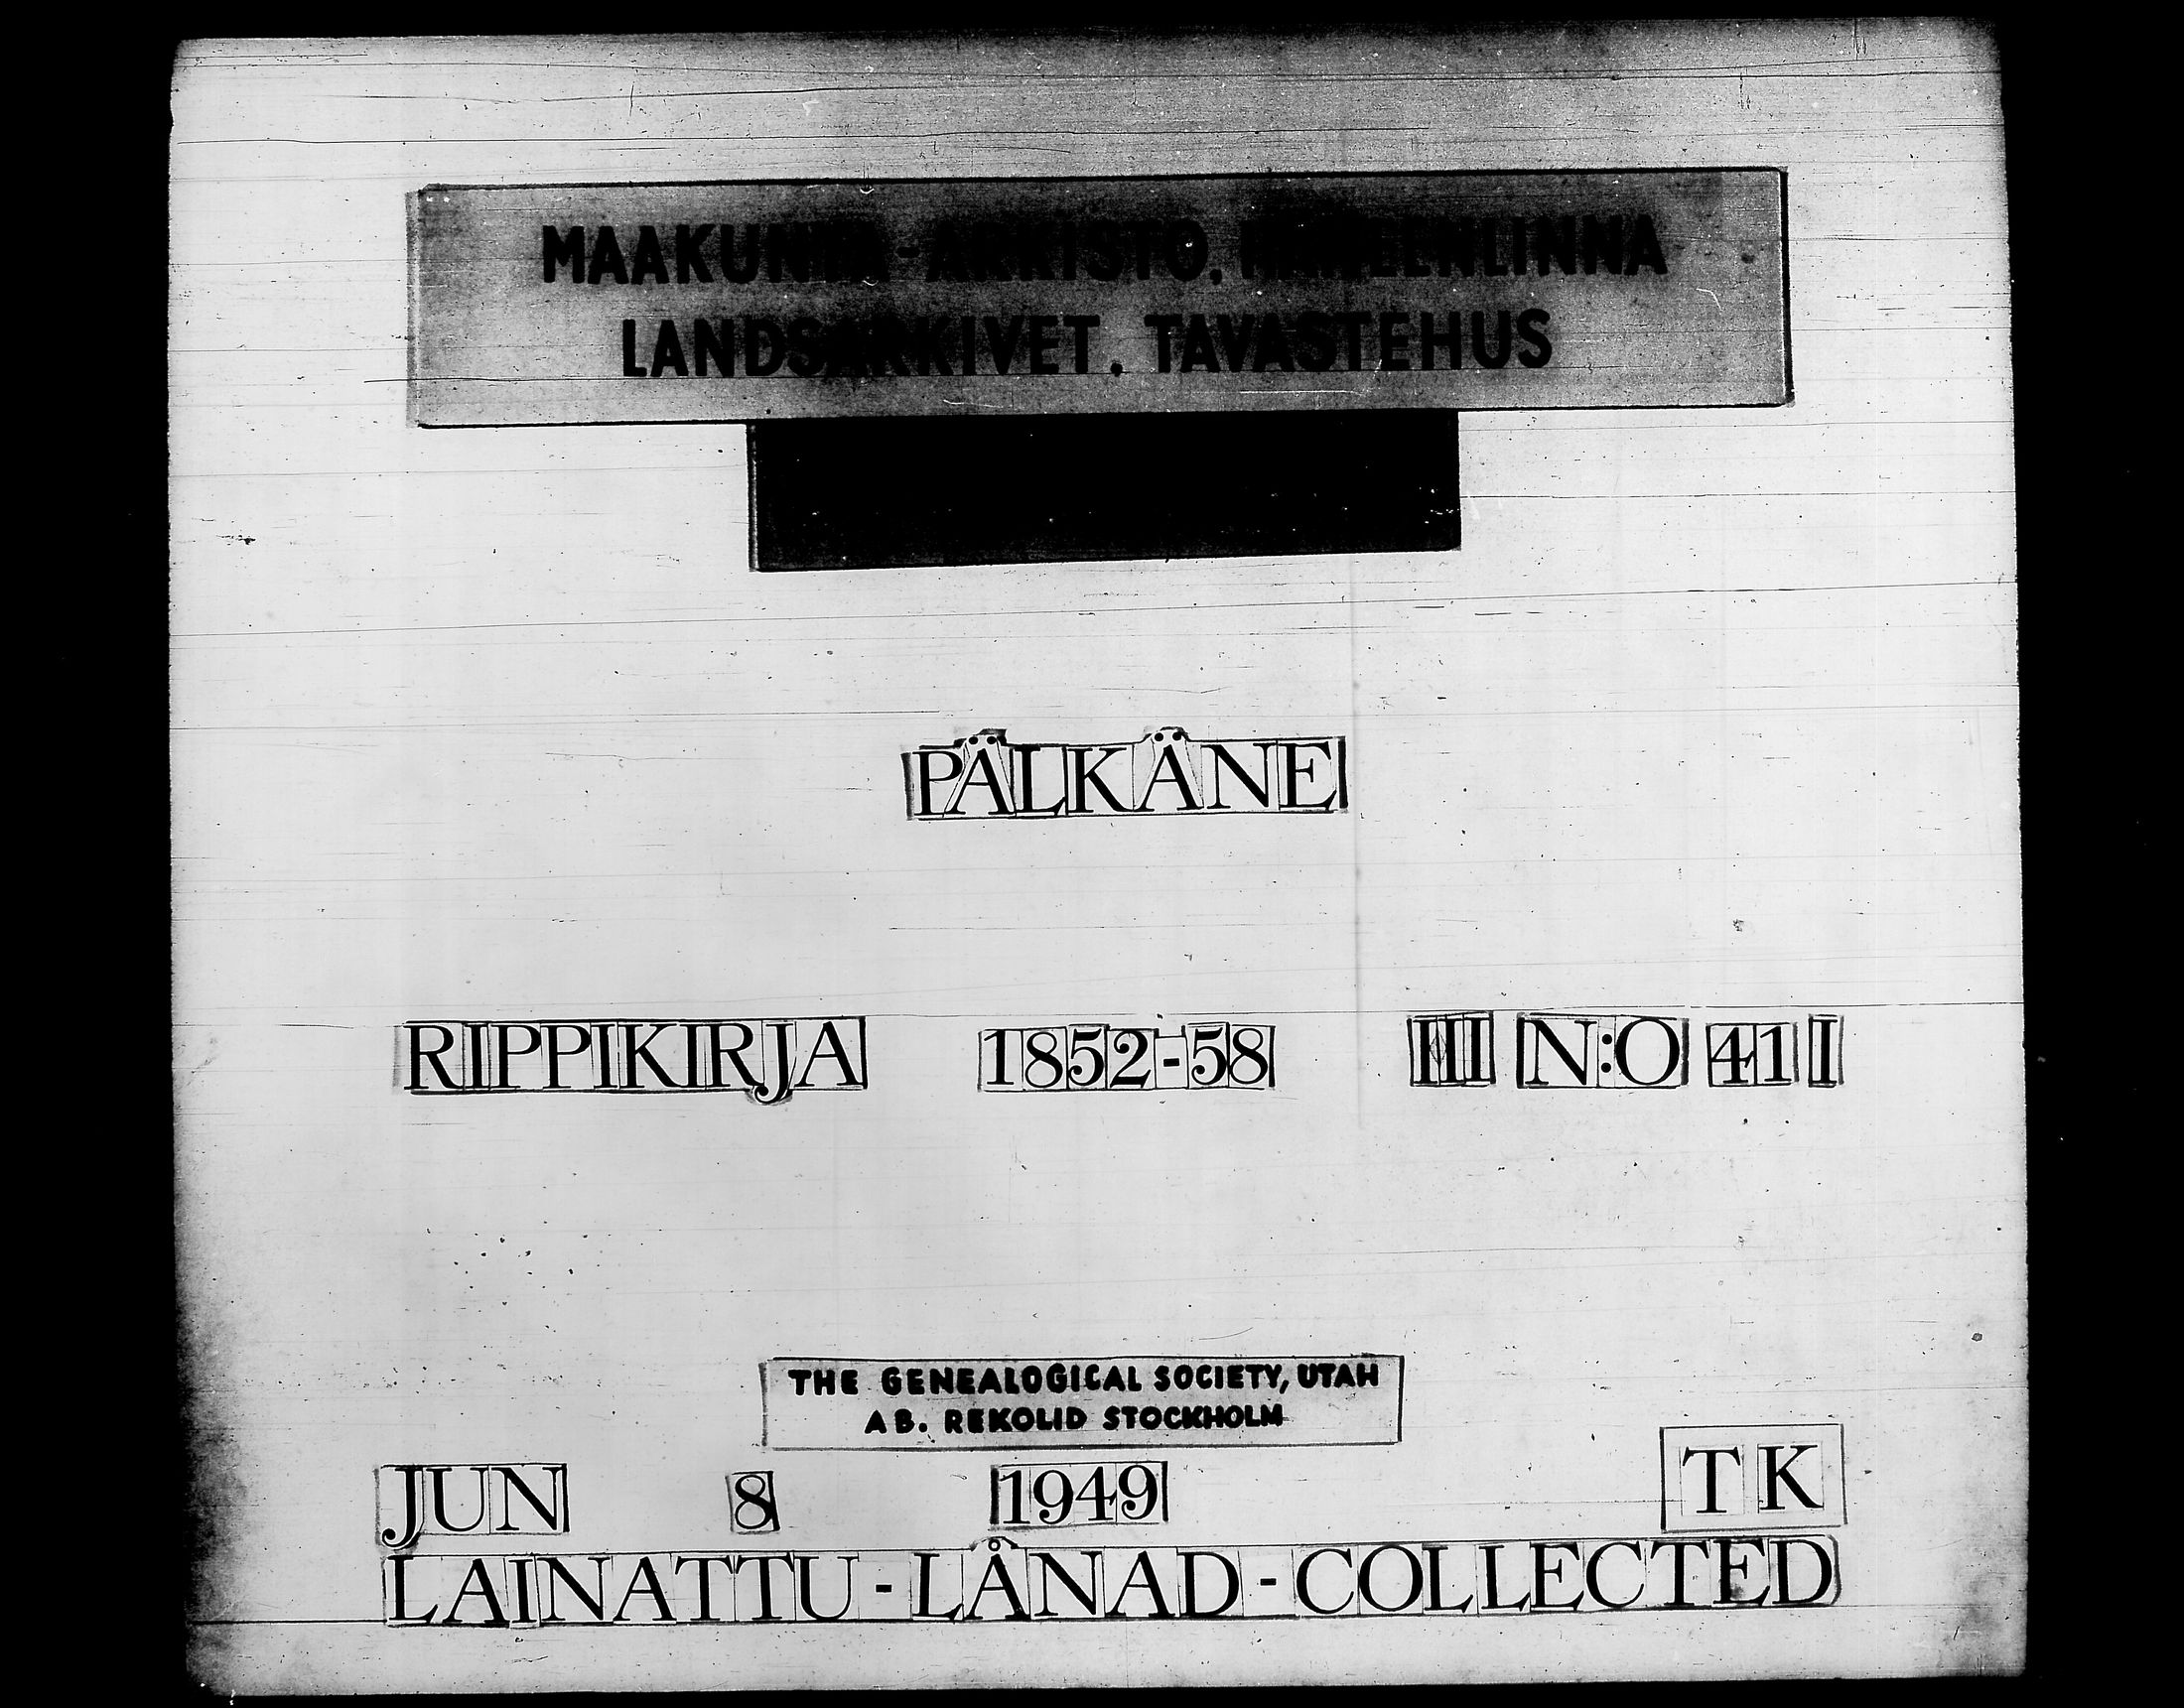 MAAKUNTA-ARKISTO. HÄMEENLINNA
LANDSARKIVET. TAVASTEHUS
PÄLKÄNE
RIPPIKIRJA 1852-58 III N:O 41 I
THE GENEALOGICAL SOCIETY, UTAH
AB. REKOLID STOCKHOLM
JUN 8 1949 TK
LAINATTU-LÅNAD-COLLECTED